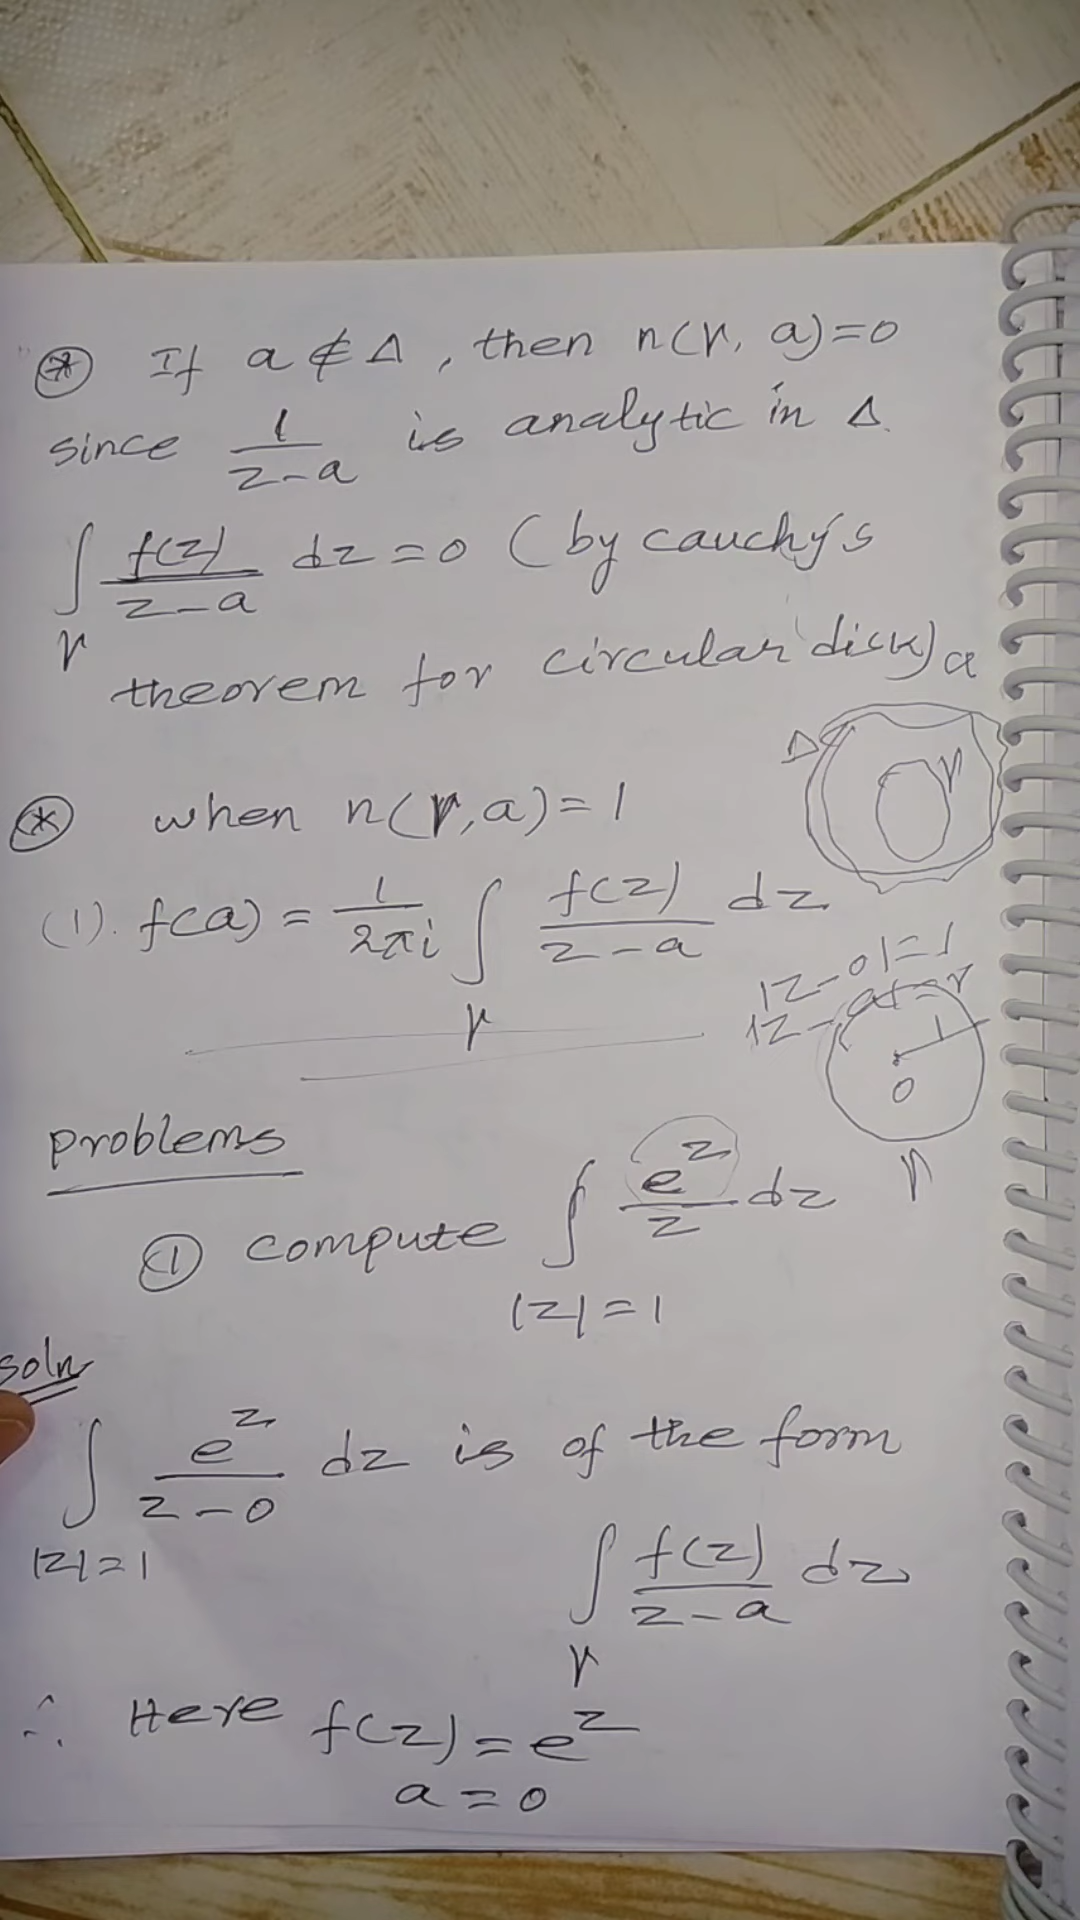 ⊛ If a ∉ Δ, then n(γ, a)=0
since 1/(z-a) is analytic in Δ.
∫_γ f(z)/(z-a) dz = 0 (by cauchy's
theorem for circular disk)
a
Δ
γ
⊛ when n(γ,a)=1
(1). f(a) = 1/(2πi) ∫_γ f(z)/(z-a) dz
|z-0|=1
|z-a|=r
1
0
γ
problems
① compute ∫_{|z|=1} e^z/z dz
soln
∫_{|z|=1} e^z/(z-0) dz is of the form
∫_γ f(z)/(z-a) dz
∴ Here f(z)=e^z
a=0